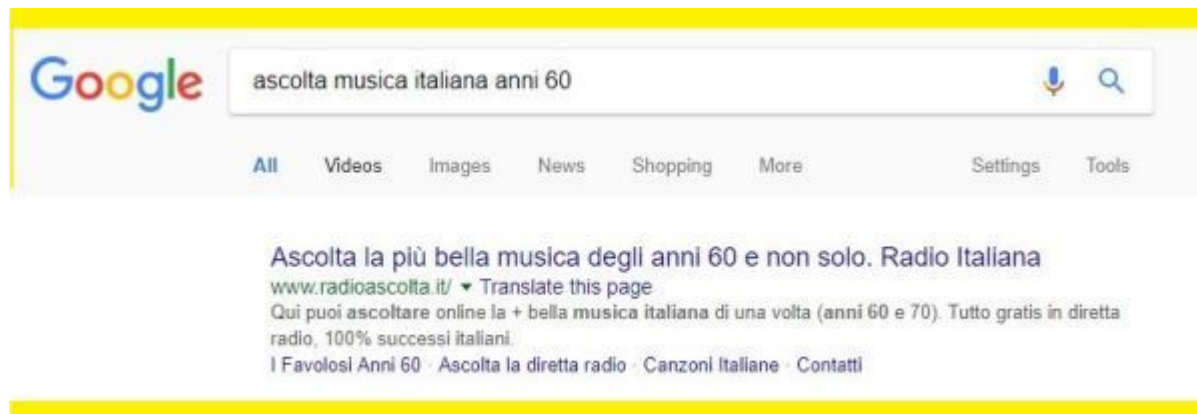 Google
ascolta musica italiana anni 60
All Videos Images News Shopping More Settings Tools
Ascolta la più bella musica degli anni 60 e non solo. Radio Italiana
www.radioascolta.it/ ▾ Translate this page
Qui puoi ascoltare online la + bella musica italiana di una volta (anni 60 e 70). Tutto gratis in diretta
radio, 100% successi italiani.
I Favolosi Anni 60 · Ascolta la diretta radio · Canzoni Italiane · Contatti